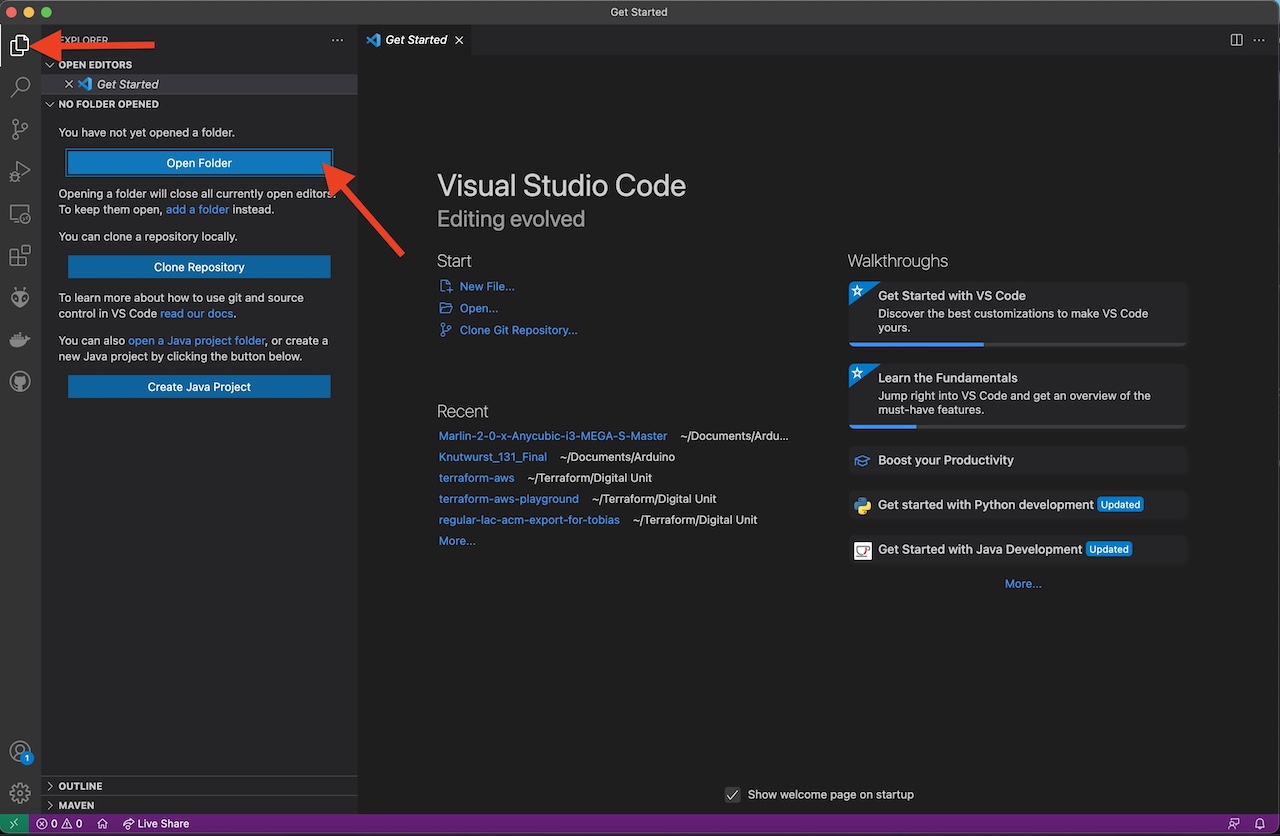 Get Started
EXPLORER
OPEN EDITORS
Get Started
NO FOLDER OPENED
You have not yet opened a folder.
Open Folder
Opening a folder will close all currently open editors.
To keep them open, add a folder instead.
You can clone a repository locally.
Clone Repository
To learn more about how to use git and source
control in VS Code read our docs.
You can also open a Java project folder, or create a
new Java project by clicking the button below.
Create Java Project
OUTLINE
MAVEN
Get Started
Visual Studio Code
Editing evolved
Start
New File...
Open...
Clone Git Repository...
Recent
Marlin-2-0-x-Anycubic-i3-MEGA-S-Master ~/Documents/Ardu...
Knutwurst_131_Final ~/Documents/Arduino
terraform-aws ~/Terraform/Digital Unit
terraform-aws-playground ~/Terraform/Digital Unit
regular-lac-acm-export-for-tobias ~/Terraform/Digital Unit
More...
Walkthroughs
Get Started with VS Code
Discover the best customizations to make VS Code
yours.
Learn the Fundamentals
Jump right into VS Code and get an overview of the
must-have features.
Boost your Productivity
Get started with Python development Updated
Get Started with Java Development Updated
More...
Show welcome page on startup
1
0 0 Live Share